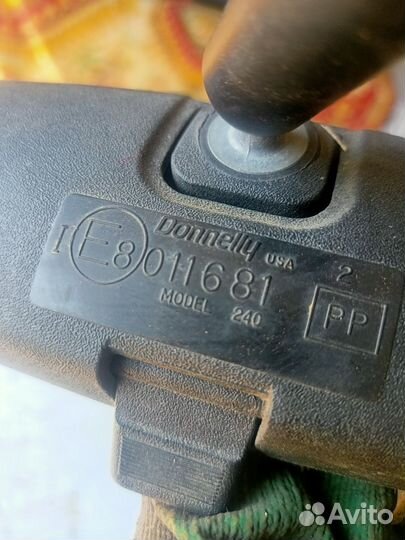 Donnelly USA 2
I E8 011681
MODEL 240 PP
Avito